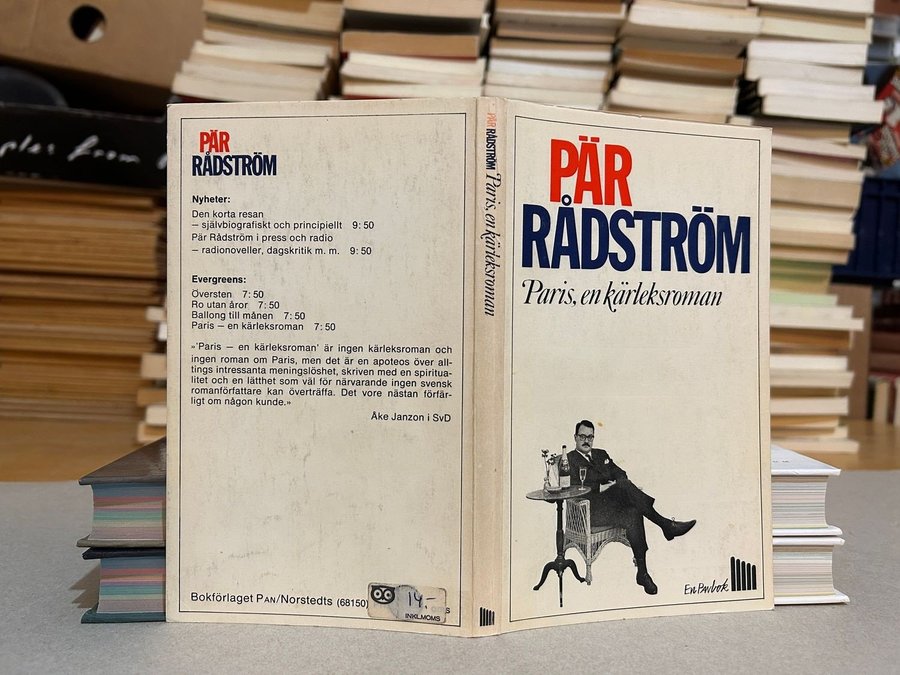 PÄR
RÅDSTRÖM
Nyheter:
Den korta resan
– självbiografiskt och principiellt 9:50
Pär Rådström i press och radio
– radionoveller, dagskritik m. m. 9:50
Evergreens:
Översten 7:50
Ro utan åror 7:50
Ballong till månen 7:50
Paris – en kärleksroman 7:50
»'Paris – en kärleksroman' är ingen kärleksroman och
ingen roman om Paris, men det är en apoteos över all-
tings intressanta meningslöshet, skriven med en spiritua-
litet och en lätthet som väl för närvarande ingen svensk
romanförfattare kan överträffa. Det vore nästan förfär-
ligt om någon kunde.»
Åke Janzon i SvD
Bokförlaget PAN/Norstedts (68150)
14:-
INKL.MOMS
PÄR RÅDSTRÖM Paris, en kärleksroman
PÄR
RÅDSTRÖM
Paris, en kärleksroman
En Panbok